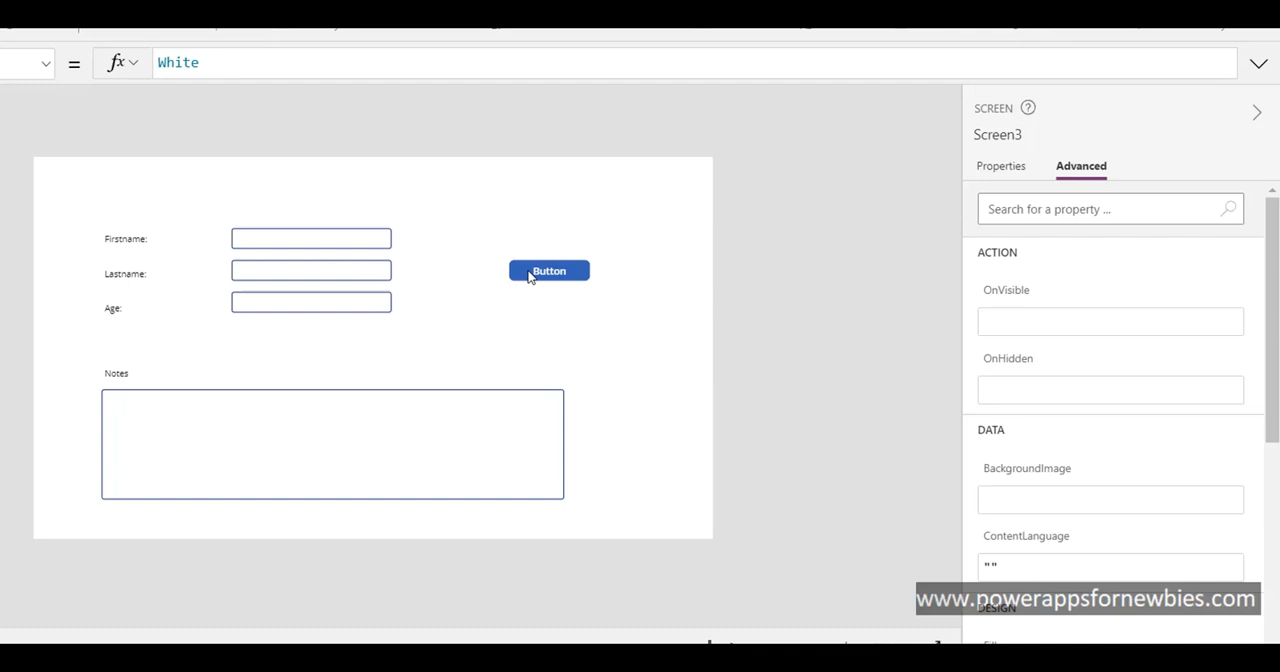 = fx White
SCREEN
Screen3
Properties Advanced
Search for a property ...
ACTION
OnVisible
OnHidden
DATA
BackgroundImage
ContentLanguage
""
DESIGN
Firstname:
Lastname:
Button
Age:
Notes
www.powerappsfornewbies.com